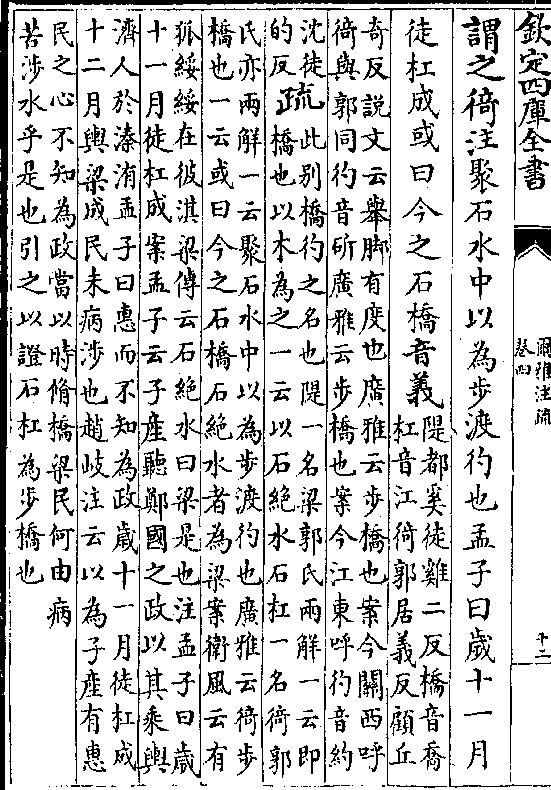 欽定四庫全書
爾雅注疏
卷四
十二
謂之徛注聚石水中以為步渡彴也孟子曰歲十一月
徒杠成或曰今之石橋音義
隄都奚徒雞二反橋音喬
杠音江徛郭居義反顧丘
奇反說文云舉脚有度也廣雅云步橋也案今關西呼
徛與郭同彴音斫廣雅云步橋也案今江東呼彴音約
沈徒
的反
疏
此別橋彴之名也隄一名梁郭氏兩解一云即
橋也以木為之一云以石絕水石杠一名徛郭
氏亦兩解一云聚石水中以為步渡彴也廣雅云徛步
橋也一云或曰今之石橋石絕水者為梁案衛風云有
狐綏綏在彼淇梁傳云石絕水曰梁是也注孟子曰歲
十一月徒杠成案孟子云子產聽鄭國之政以其乘輿
濟人於溱洧孟子曰惠而不知為政歲十一月徒杠成
十二月輿梁成民未病涉也趙岐注云以為子產有惠
民之心不知為政當以時脩橋梁民何由病
苦涉水乎是也引之以證石杠為步橋也